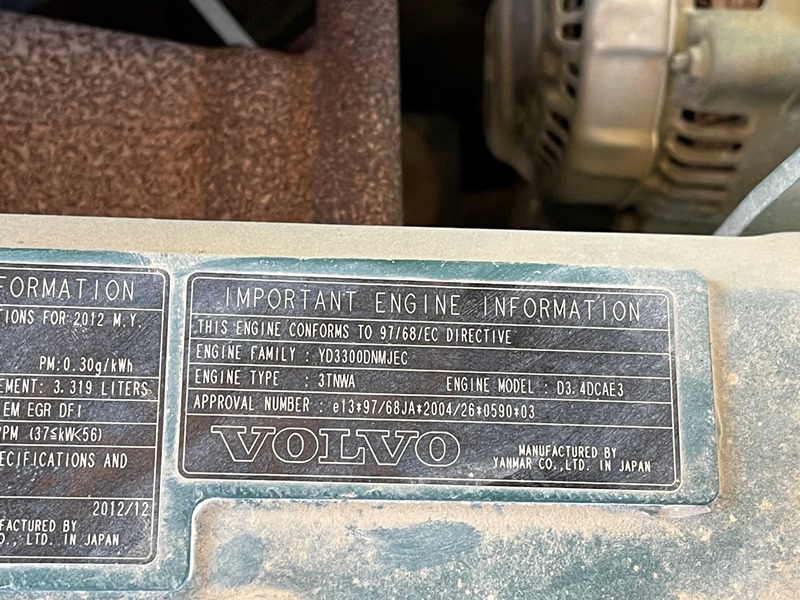 FORMATION
TIONS FOR 2012 M.Y.
PM:0.30g/kWh
EMENT: 3.319 LITERS
EM EGR DFI
PM (37≦kW<56)
ECIFICATIONS AND
2012/12
FACTURED BY
O.,LTD. IN JAPAN
IMPORTANT ENGINE INFORMATION
THIS ENGINE CONFORMS TO 97/68/EC DIRECTIVE
ENGINE FAMILY : YD3300DNMJEC
ENGINE TYPE : 3TNWA ENGINE MODEL : D3.4DCAE3
APPROVAL NUMBER : e13*97/68JA*2004/26*0590*03
VOLVO
MANUFACTURED BY
YANMAR CO.,LTD. IN JAPAN